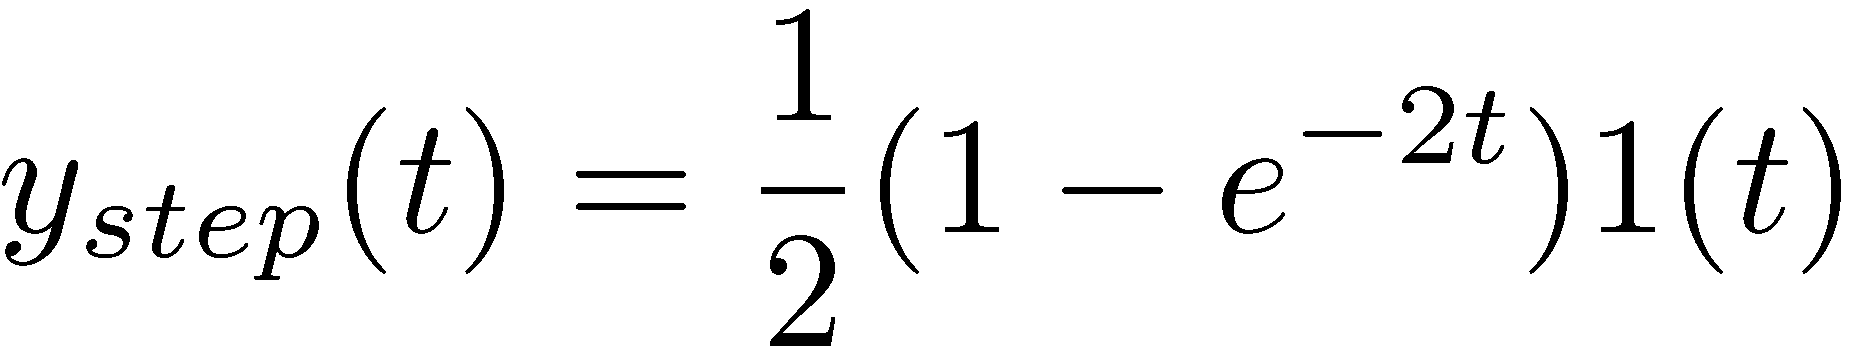 y_{step}(t) = \frac{1}{2}(1 - e^{-2t})1(t)